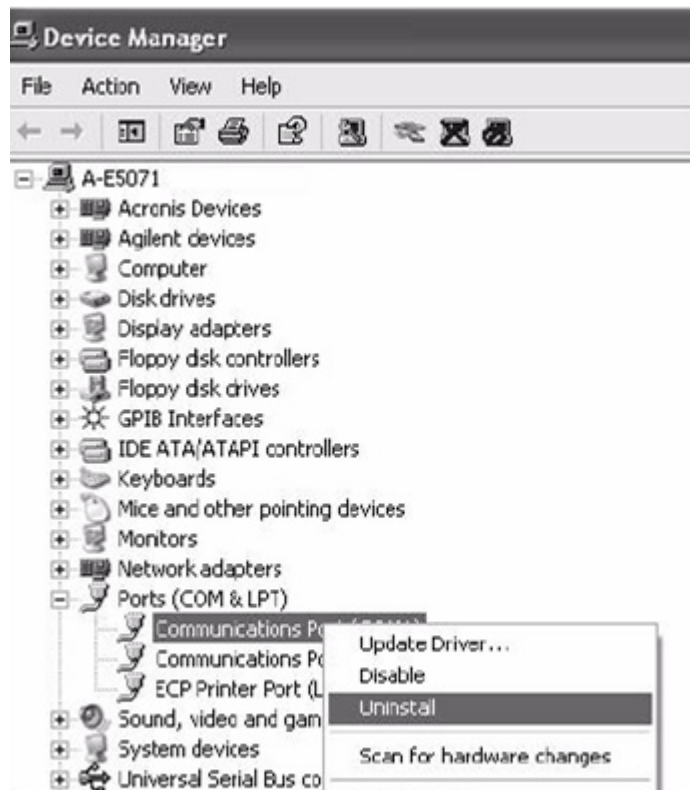 Device Manager
File Action View Help
A-E5071
Acronis Devices
Agilent devices
Computer
Disk drives
Display adapters
Floppy disk controllers
Floppy disk drives
GPIB Interfaces
IDE ATA/ATAPI controllers
Keyboards
Mice and other pointing devices
Monitors
Network adapters
Ports (COM & LPT)
Communications Po
Communications Po
ECP Printer Port (L
Sound, video and gam
System devices
Universal Serial Bus co
Update Driver...
Disable
Uninstall
Scan for hardware changes